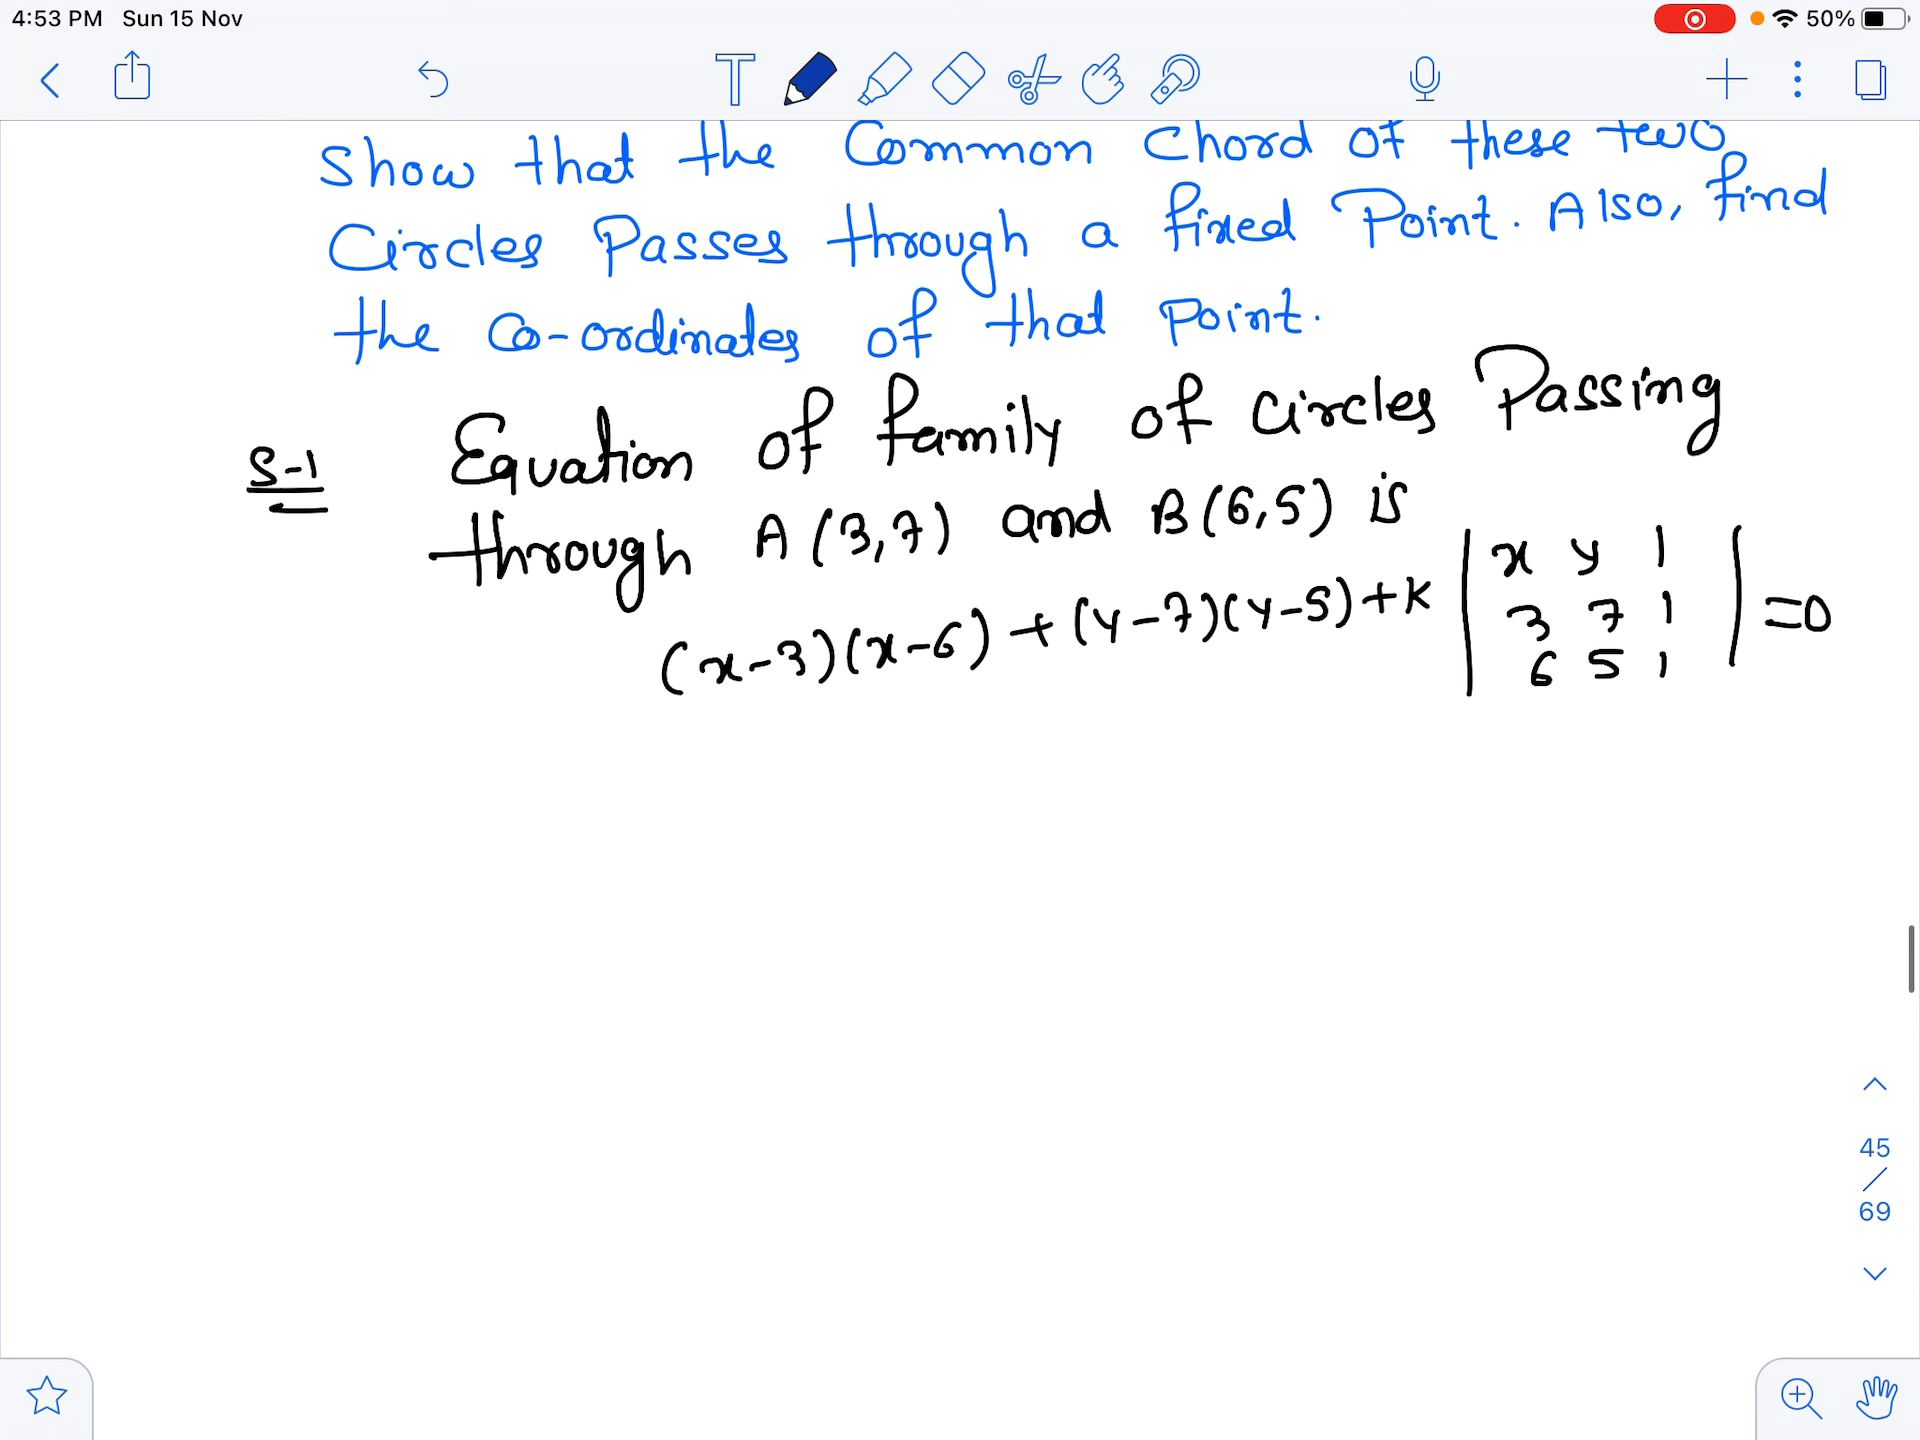 4:53 PM Sun 15 Nov
50%
T
Show that the Common Chord of these two
Circles Passes through a fixed Point. Also, find
the Co-ordinates of that Point.
S-1 Equation of family of circles Passing
through A (3,7) and B(6,5) is
(x-3)(x-6) + (y-7)(y-5)+K | x y 1 | =0
3 7 1
6 5 1
45
/
69